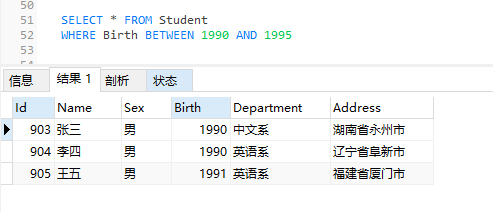 50
51 SELECT * FROM Student
52 WHERE Birth BETWEEN 1990 AND 1995
53
信息 结果 1 剖析 状态
Id Name Sex Birth Department Address
903 张三 男 1990 中文系 湖南省永州市
904 李四 男 1990 英语系 辽宁省阜新市
905 王五 男 1991 英语系 福建省厦门市